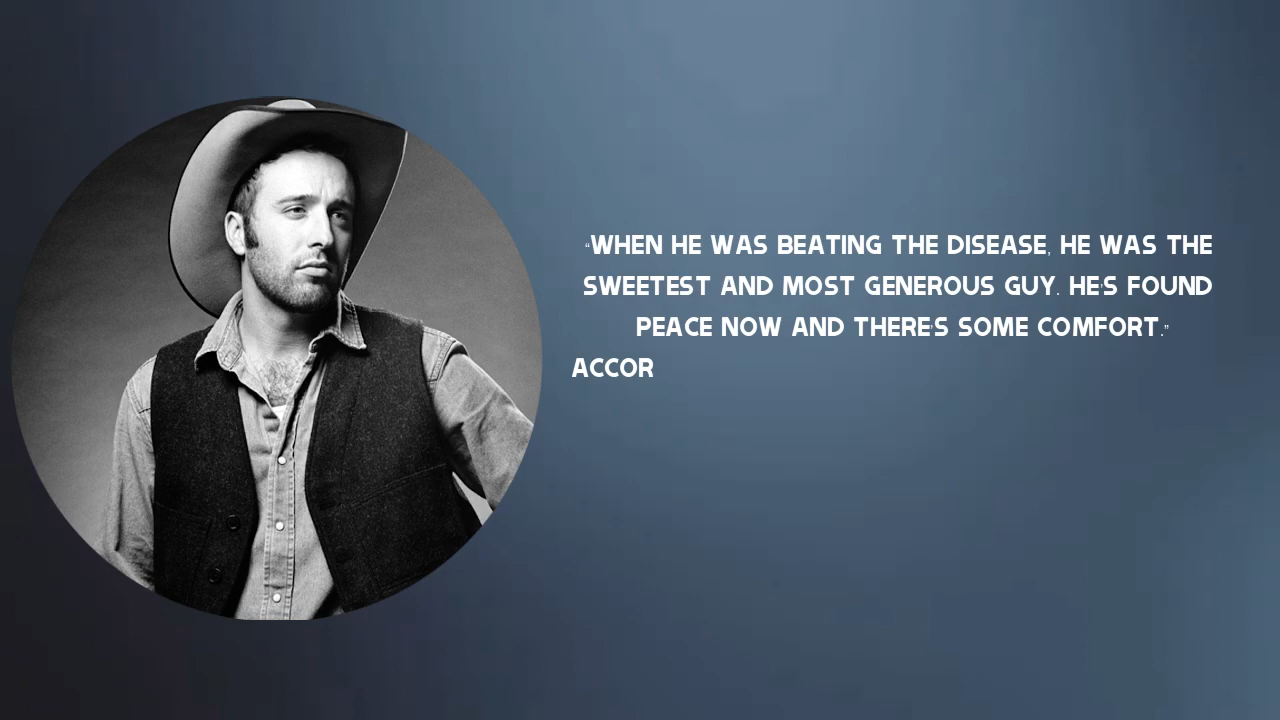 “WHEN HE WAS BEATING THE DISEASE, HE WAS THE
SWEETEST AND MOST GENEROUS GUY. HE'S FOUND
PEACE NOW AND THERE'S SOME COMFORT.”
ACCOR